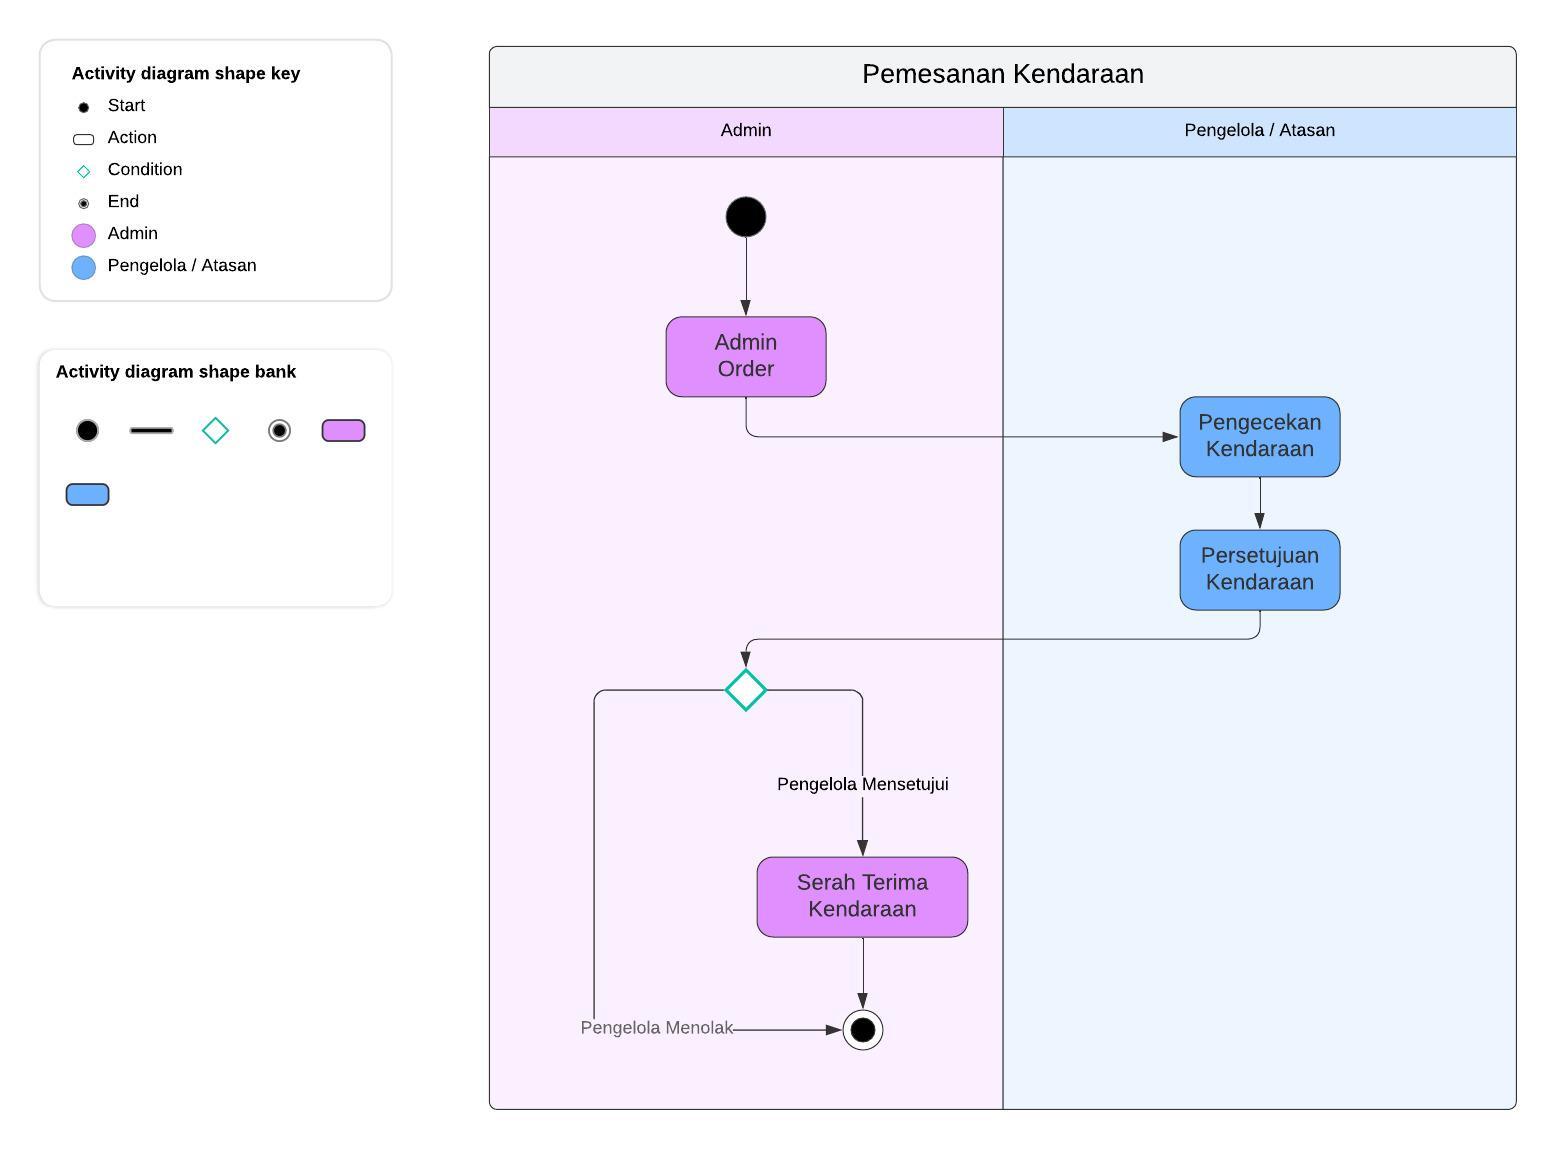 Activity diagram shape key
Start
Action
Condition
End
Admin
Pengelola / Atasan
Activity diagram shape bank
Pemesanan Kendaraan
Admin
Pengelola / Atasan
Admin
Order
Pengecekan
Kendaraan
Persetujuan
Kendaraan
Pengelola Mensetujui
Serah Terima
Kendaraan
Pengelola Menolak